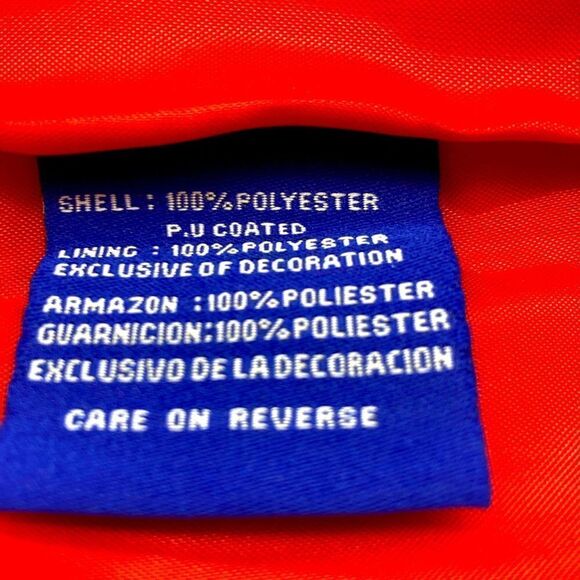 SHELL: 100% POLYESTER
P.U COATED
LINING : 100% POLYESTER
EXCLUSIVE OF DECORATION
ARMAZON :100% POLIESTER
GUARNICION:100% POLIESTER
EXCLUSIVO DE LA DECORACION
CARE ON REVERSE